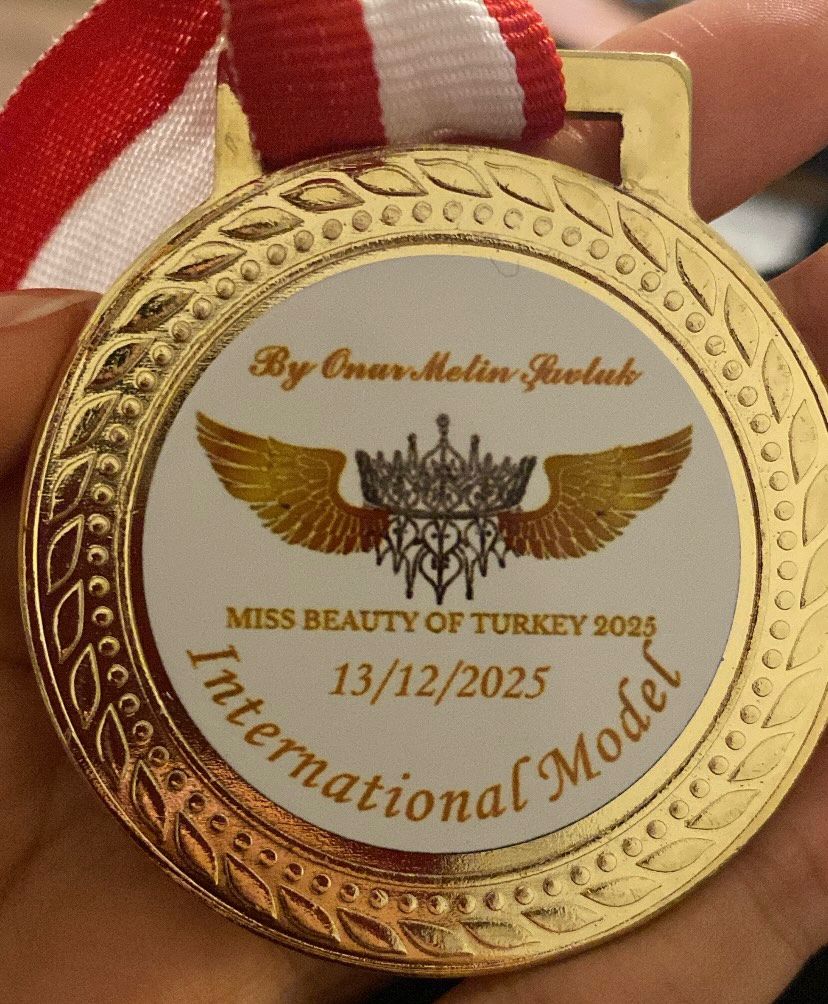 By Onur Metin Şavluk
MISS BEAUTY OF TURKEY 2025
13/12/2025
International Model